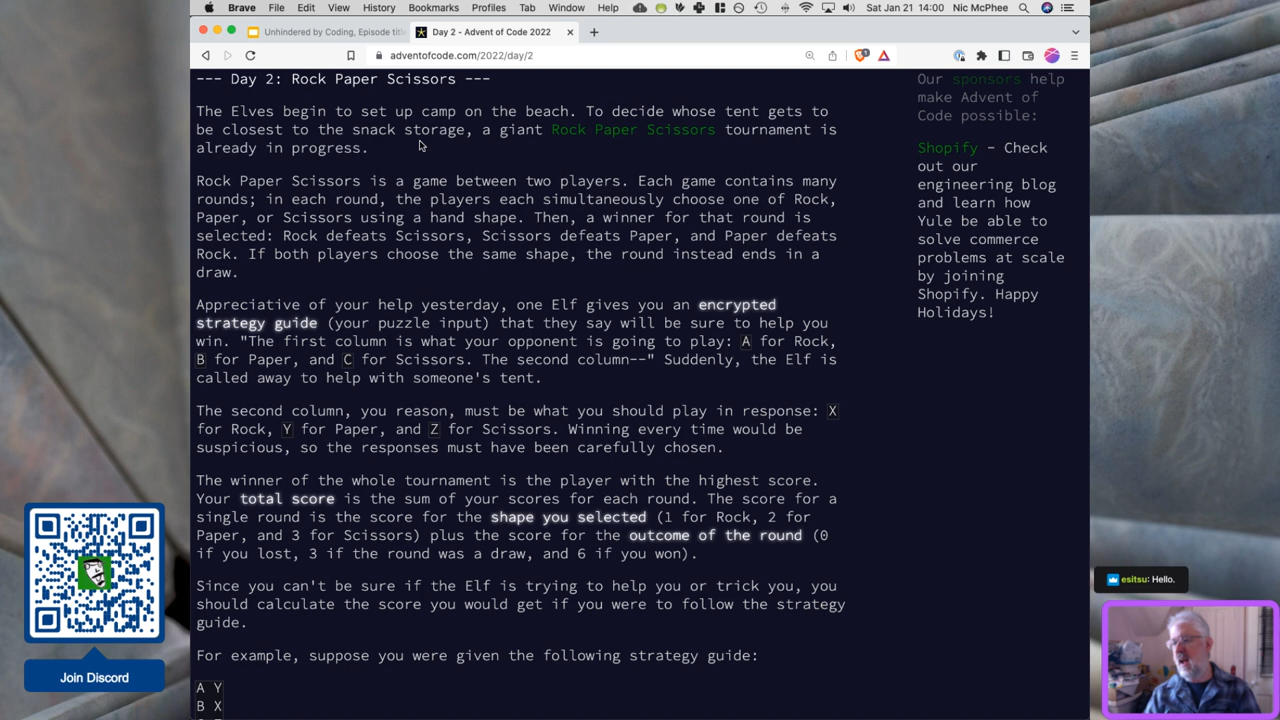 Brave File Edit View History Bookmarks Profiles Tab Window Help Sat Jan 21 14:00 Nic McPhee
Unhindered by Coding, Episode titl
Day 2 - Advent of Code 2022
adventofcode.com/2022/day/2
--- Day 2: Rock Paper Scissors ---
The Elves begin to set up camp on the beach. To decide whose tent gets to
be closest to the snack storage, a giant Rock Paper Scissors tournament is
already in progress.
Rock Paper Scissors is a game between two players. Each game contains many
rounds; in each round, the players each simultaneously choose one of Rock,
Paper, or Scissors using a hand shape. Then, a winner for that round is
selected: Rock defeats Scissors, Scissors defeats Paper, and Paper defeats
Rock. If both players choose the same shape, the round instead ends in a
draw.
Appreciative of your help yesterday, one Elf gives you an encrypted
strategy guide (your puzzle input) that they say will be sure to help you
win. "The first column is what your opponent is going to play: A for Rock,
B for Paper, and C for Scissors. The second column--" Suddenly, the Elf is
called away to help with someone's tent.
The second column, you reason, must be what you should play in response: X
for Rock, Y for Paper, and Z for Scissors. Winning every time would be
suspicious, so the responses must have been carefully chosen.
The winner of the whole tournament is the player with the highest score.
Your total score is the sum of your scores for each round. The score for a
single round is the score for the shape you selected (1 for Rock, 2 for
Paper, and 3 for Scissors) plus the score for the outcome of the round (0
if you lost, 3 if the round was a draw, and 6 if you won).
Since you can't be sure if the Elf is trying to help you or trick you, you
should calculate the score you would get if you were to follow the strategy
guide.
For example, suppose you were given the following strategy guide:
A Y
B X
Our sponsors help
make Advent of
Code possible:
Shopify - Check
out our
engineering blog
and learn how
Yule be able to
solve commerce
problems at scale
by joining
Shopify. Happy
Holidays!
esitsu: Hello.
Join Discord